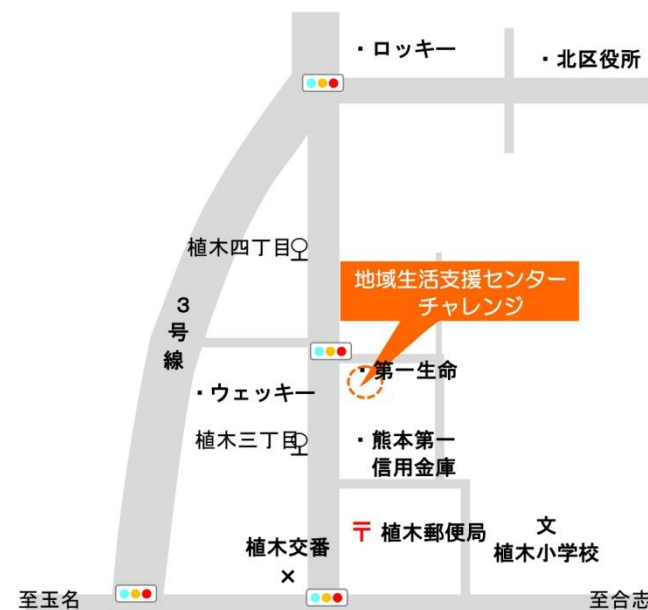 ・ロッキー
・北区役所
植木四丁目
地域生活支援センター
チャレンジ
3
号
線
・第一生命
・ウェッキー
植木三丁目
・熊本第一
信用金庫
〒 植木郵便局
文
植木小学校
植木交番
×
至玉名
至合志